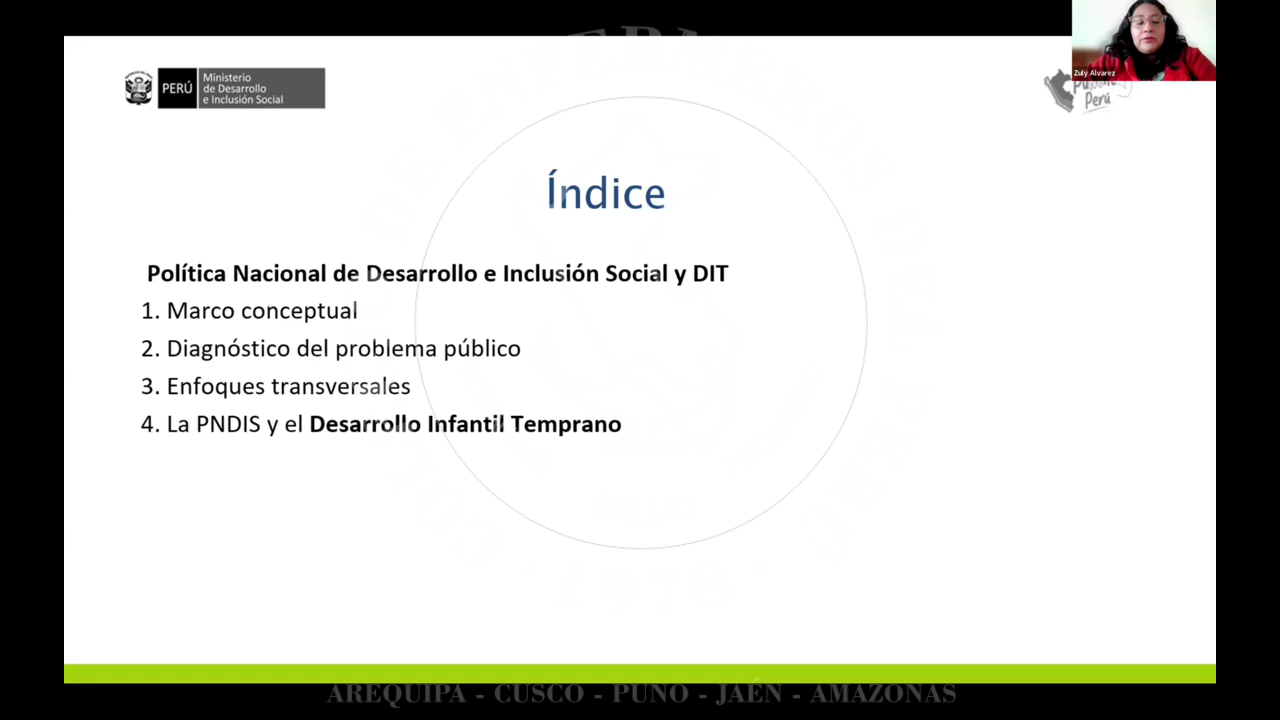 PERÚ
Ministerio
de Desarrollo
e Inclusión Social
Zuly Alvarez
Perú
Índice
Política Nacional de Desarrollo e Inclusión Social y DIT
1. Marco conceptual
2. Diagnóstico del problema público
3. Enfoques transversales
4. La PNDIS y el Desarrollo Infantil Temprano
1978
AREQUIPA - CUSCO - PUNO - JAÉN - AMAZONAS